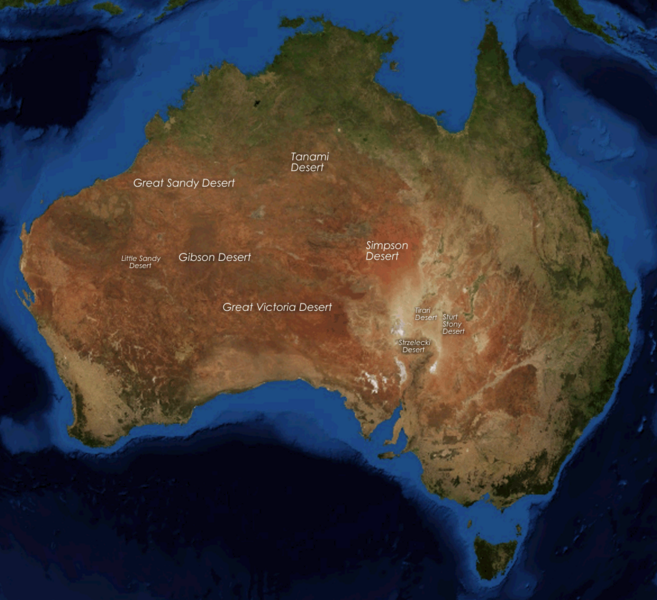 Tanami
Desert
Great Sandy Desert
Simpson
Desert
Little Sandy
Desert
Gibson Desert
Great Victoria Desert
Tirari
Desert
Sturt
Stony
Desert
Strzelecki
Desert